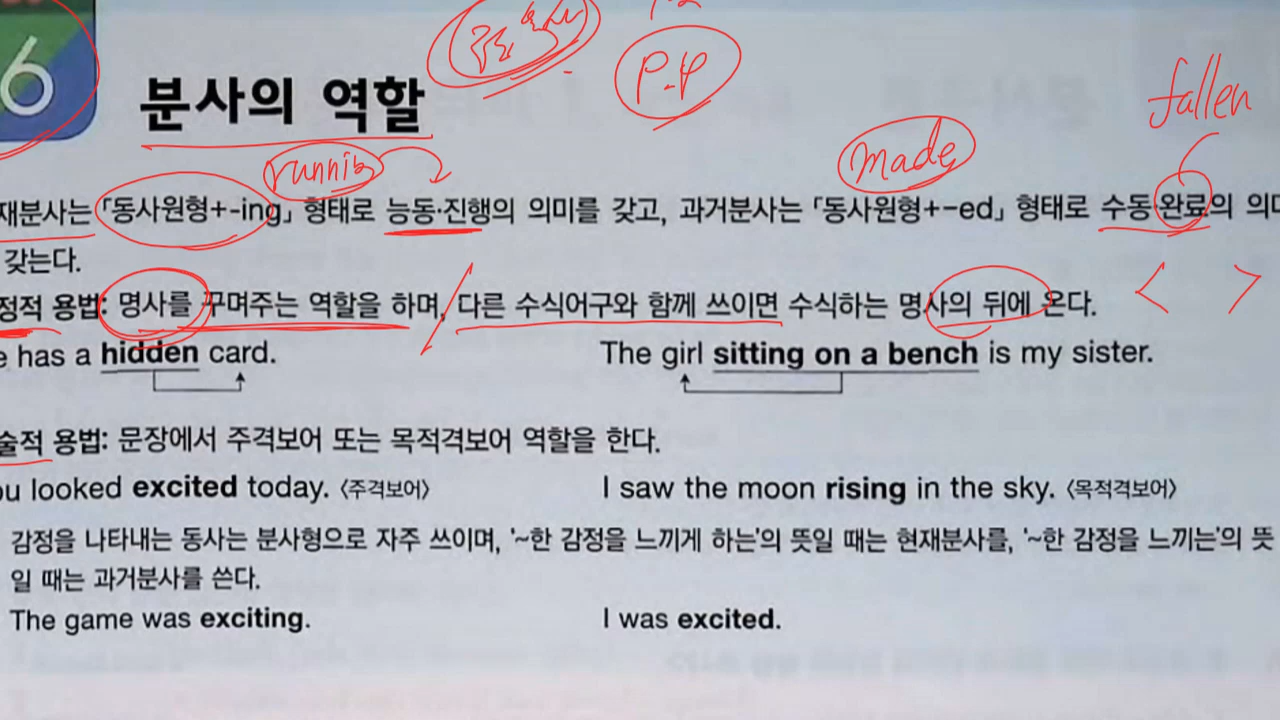 P.P
fallen
6
분사의 역할
made
재분사는 「동사원형+-ing」 형태로 능동·진행의 의미를 갖고, 과거분사는 「동사원형+-ed」 형태로 수동·완료의
갖는다.
정적 용법: 명사를 꾸며주는 역할을 하며, 다른 수식어구와 함께 쓰이면 수식하는 명사의 뒤에 온다. < >
e has a hidden card. The girl sitting on a bench is my sister.
술적 용법: 문장에서 주격보어 또는 목적격보어 역할을 한다.
ou looked excited today. 〈주격보어〉 I saw the moon rising in the sky. 〈목적격보어〉
감정을 나타내는 동사는 분사형으로 자주 쓰이며, '~한 감정을 느끼게 하는'의 뜻일 때는 현재분사를, '~한 감정을 느끼는'의 뜻
일 때는 과거분사를 쓴다.
The game was exciting. I was excited.